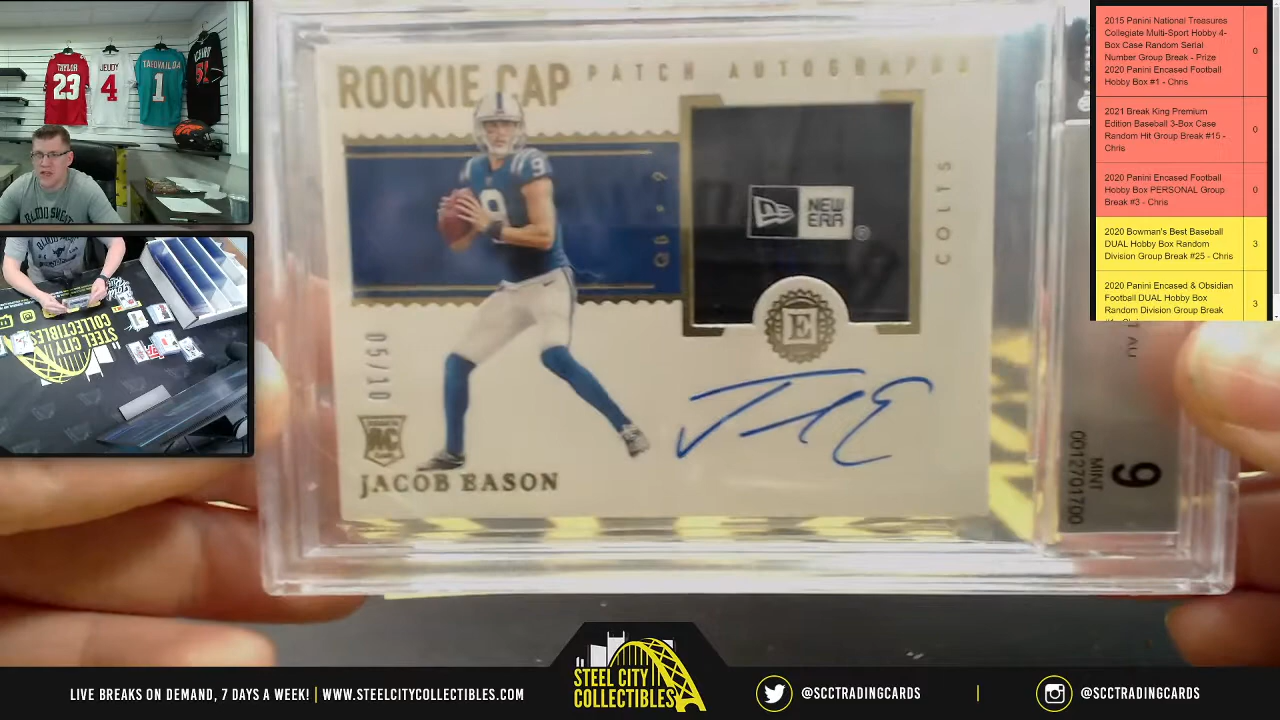 TAYLOR
23
JEUDY
4
TAGOVAILOA
1
51
STEEL CITY
COLLECTIBLES
ROOKIE CAP PATCH AUTOGRAPHS
NEW
ERA
®
COLTS
QB • 9
9
E
05/10
RC
JACOB EASON
AU
MINT
9
0012701700
2015 Panini National Treasures
Collegiate Multi-Sport Hobby 4-
Box Case Random Serial
Number Group Break - Prize
2020 Panini Encased Football
Hobby Box #1 - Chris
0
2021 Break King Premium
Edition Baseball 3-Box Case
Random Hit Group Break #15 -
Chris
0
2020 Panini Encased Football
Hobby Box PERSONAL Group
Break #3 - Chris
0
2020 Bowman's Best Baseball
DUAL Hobby Box Random
Division Group Break #25 - Chris
3
2020 Panini Encased & Obsidian
Football DUAL Hobby Box
Random Division Group Break
3
LIVE BREAKS ON DEMAND, 7 DAYS A WEEK! | WWW.STEELCITYCOLLECTIBLES.COM
STEEL CITY
COLLECTIBLES
@SCCTRADINGCARDS
@SCCTRADINGCARDS